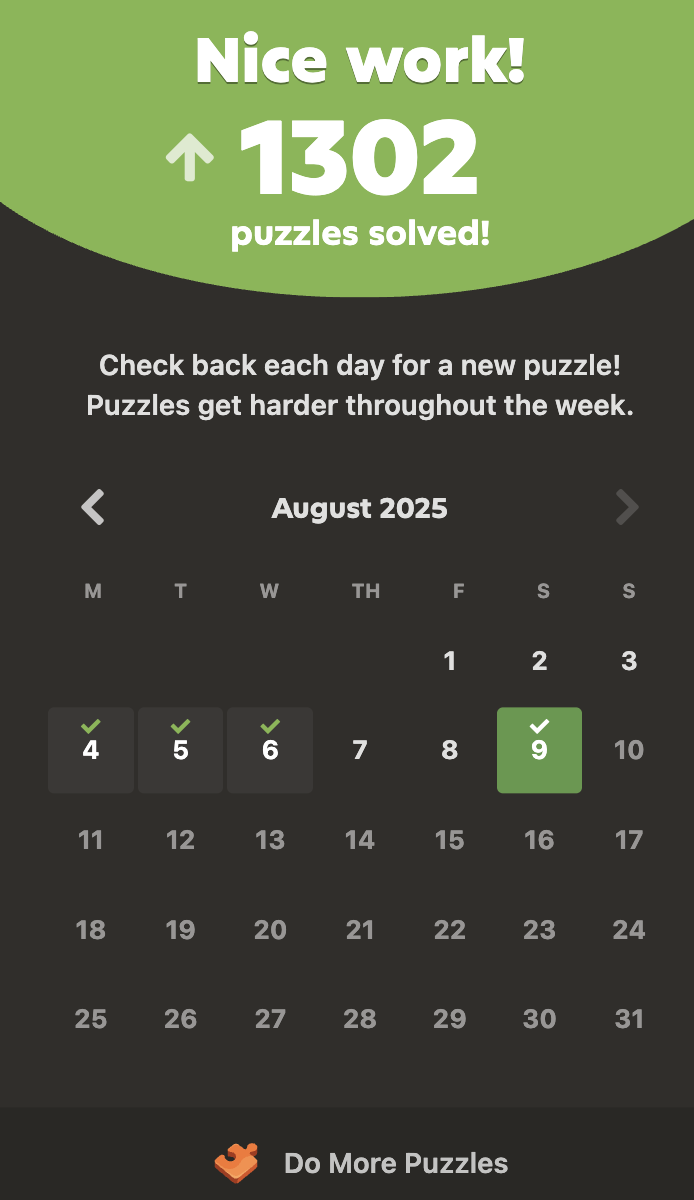 Nice work!
1302
puzzles solved!
Check back each day for a new puzzle!
Puzzles get harder throughout the week.
August 2025
M T W TH F S S
1 2 3
4 5 6 7 8 9 10
11 12 13 14 15 16 17
18 19 20 21 22 23 24
25 26 27 28 29 30 31
Do More Puzzles